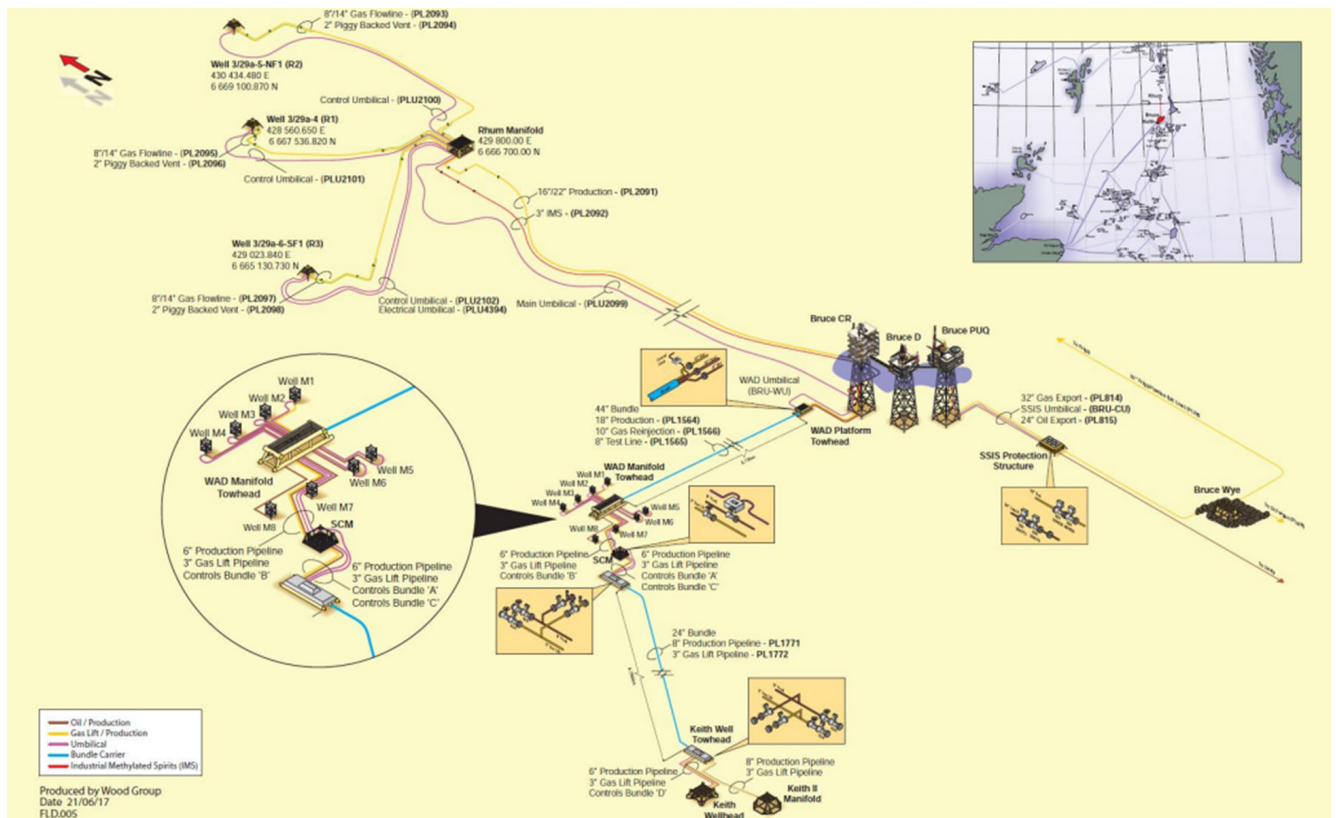 8"/14" Gas Flowline - (PL2093)
2" Piggy Backed Vent - (PL2094)
N
N
Well 3/29a-5-NF1 (R2)
430 434.480 E
6 669 100.870 N
Control Umbilical - (PLU2100)
Well 3/29a-4 (R1)
428 560.650 E
6 667 536.820 N
Rhum Manifold
429 800.00 E
6 666 700.00 N
8"/14" Gas Flowline - (PL2095)
2" Piggy Backed Vent - (PL2096)
Control Umbilical - (PLU2101)
16"/22" Production - (PL2091)
3" IMS - (PL2092)
Well 3/29a-6-SF1 (R3)
429 023.840 E
6 665 130.730 N
8"/14" Gas Flowline - (PL2097)
2" Piggy Backed Vent - (PL2098)
Control Umbilical - (PLU2102)
Electrical Umbilical - (PLU4394)
Main Umbilical - (PLU2099)
Bruce CR
Bruce D
Bruce PUQ
WAD Umbilical
(BRU-WU)
WAD Platform
Towhead
32" Gas Export - (PL814)
SSIS Umbilical - (BRU-CU)
24" Oil Export - (PL815)
SSIS Protection
Structure
Bruce Wye
44" Bundle
18" Production - (PL1564)
10" Gas Reinjection - (PL1566)
8" Test Line - (PL1565)
WAD Manifold
Towhead
Well M1
Well M2
Well M3
Well M4
Well M5
Well M6
Well M7
Well M8
SCM
6" Production Pipeline
3" Gas Lift Pipeline
Controls Bundle 'B'
6" Production Pipeline
3" Gas Lift Pipeline
Controls Bundle 'A'
Controls Bundle 'C'
Well M1
Well M2
Well M3
Well M4
Well M5
Well M6
WAD Manifold
Towhead
Well M7
Well M8
SCM
6" Production Pipeline
3" Gas Lift Pipeline
Controls Bundle 'B'
6" Production Pipeline
3" Gas Lift Pipeline
Controls Bundle 'A'
Controls Bundle 'C'
24" Bundle
8" Production Pipeline - PL1771
3" Gas Lift Pipeline - PL1772
Keith Well
Towhead
6" Production Pipeline
3" Gas Lift Pipeline
Controls Bundle 'D'
8" Production Pipeline
3" Gas Lift Pipeline
Keith
Wellhead
Keith II
Manifold
Oil / Production
Gas Lift / Production
Umbilical
Bundle Carrier
Industrial Methylated Spirits (IMS)
Produced by Wood Group
Date 21/06/17
FLD.005